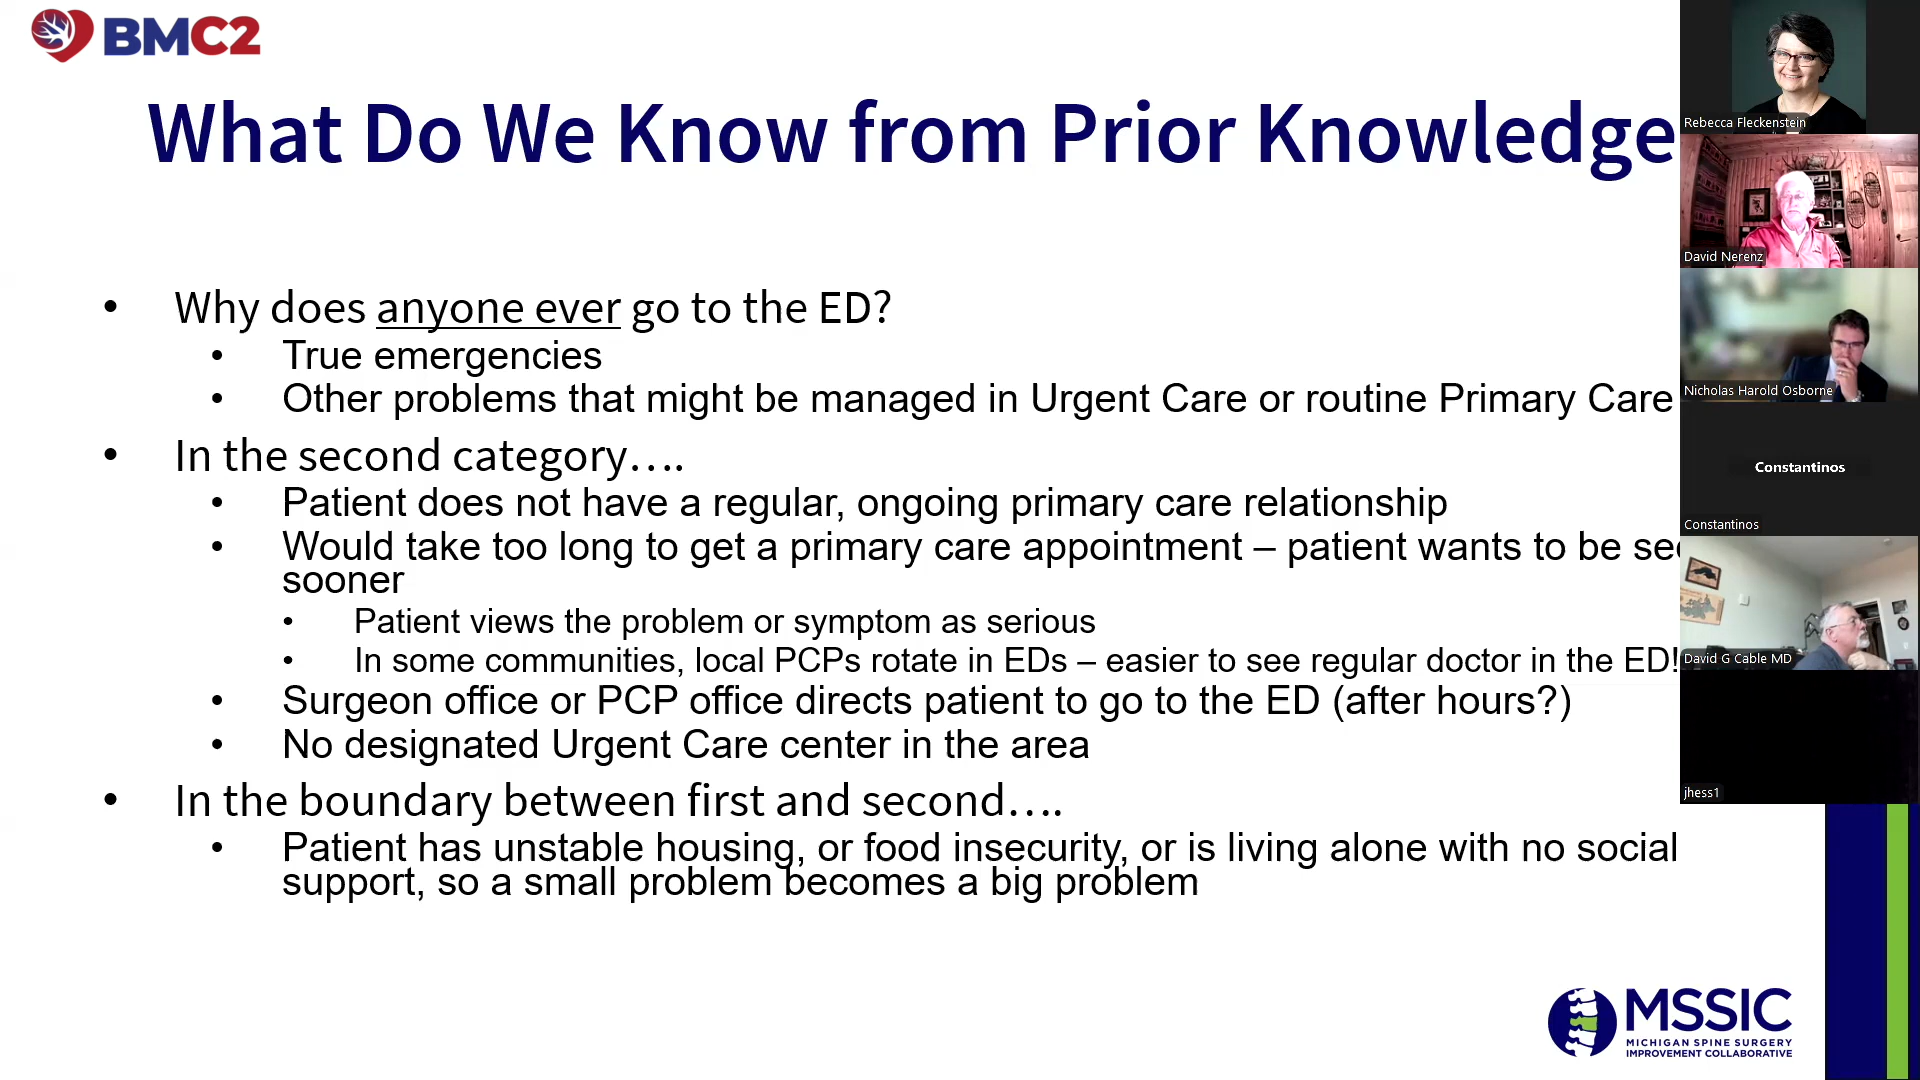 BMC2
What Do We Know from Prior Knowledge
• Why does anyone ever go to the ED?
• True emergencies
• Other problems that might be managed in Urgent Care or routine Primary Care
• In the second category….
• Patient does not have a regular, ongoing primary care relationship
• Would take too long to get a primary care appointment – patient wants to be
sooner
• Patient views the problem or symptom as serious
• In some communities, local PCPs rotate in EDs – easier to see regular doctor in the ED!
• Surgeon office or PCP office directs patient to go to the ED (after hours?)
• No designated Urgent Care center in the area
• In the boundary between first and second….
• Patient has unstable housing, or food insecurity, or is living alone with no social
support, so a small problem becomes a big problem
MSSIC
MICHIGAN SPINE SURGERY
IMPROVEMENT COLLABORATIVE
Rebecca Fleckenstein
David Nerenz
Nicholas Harold Osborne
Constantinos
Constantinos
David G Cable MD
jhess1